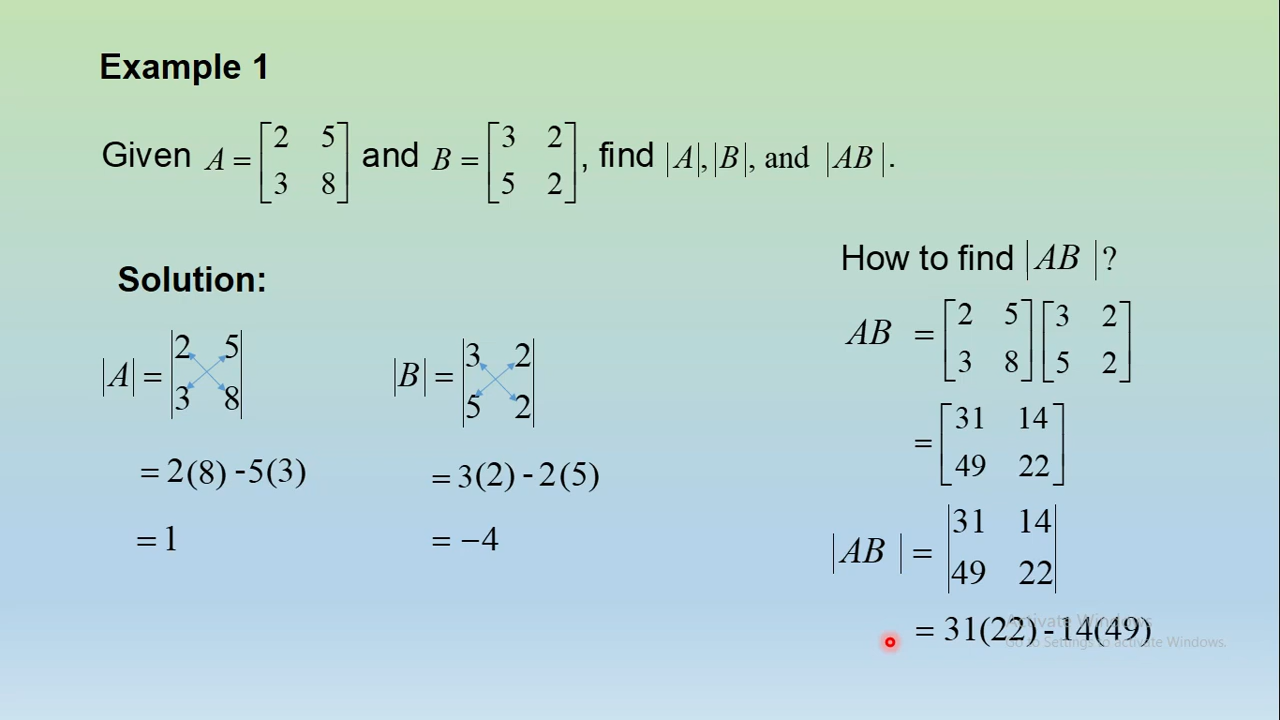 Example 1
Given A = [2 5; 3 8] and B = [3 2; 5 2], find |A|, |B|, and |AB|.
Solution:
|A| = |2 5; 3 8|
= 2(8) - 5(3)
= 1
|B| = |3 2; 5 2|
= 3(2) - 2(5)
= −4
How to find |AB|?
AB = [2 5; 3 8] [3 2; 5 2]
= [31 14; 49 22]
|AB| = |31 14; 49 22|
= 31(22) - 14(49)
Activate Windows
Go to Settings to activate Windows.